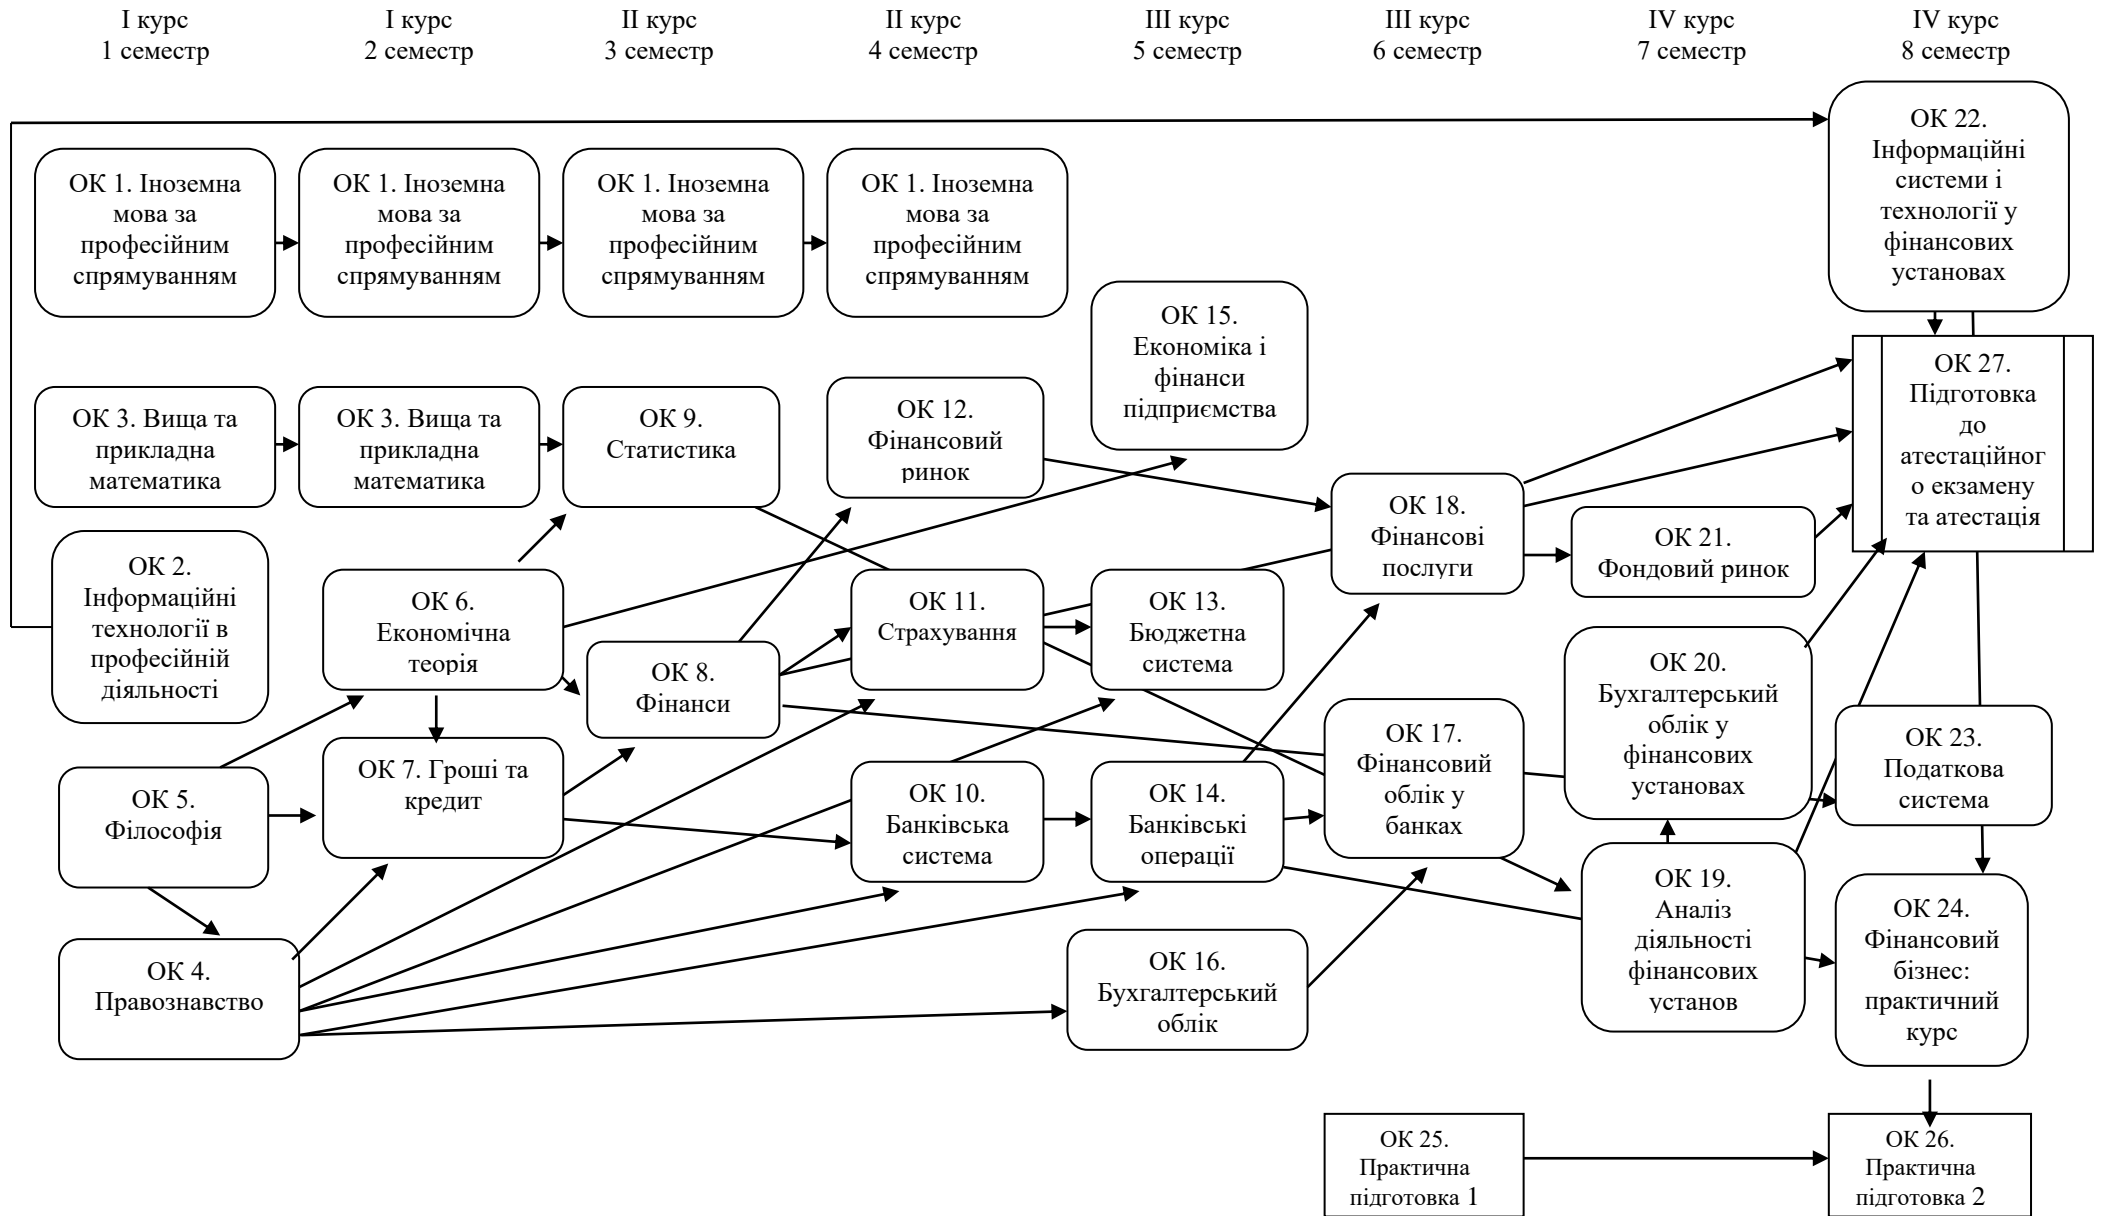 І курс
1 семестр
І курс
2 семестр
ІІ курс
3 семестр
ІІ курс
4 семестр
ІІІ курс
5 семестр
ІІІ курс
6 семестр
IV курс
7 семестр
IV курс
8 семестр
ОК 22.
Інформаційні
системи і
технології у
фінансових
установах
ОК 1. Іноземна
мова за
професійним
спрямуванням
ОК 1. Іноземна
мова за
професійним
спрямуванням
ОК 1. Іноземна
мова за
професійним
спрямуванням
ОК 1. Іноземна
мова за
професійним
спрямуванням
ОК 15.
Економіка і
фінанси
підприємства
ОК 27.
Підготовка
до
атестаційног
о екзамену
та атестація
ОК 3. Вища та
прикладна
математика
ОК 3. Вища та
прикладна
математика
ОК 9.
Статистика
ОК 12.
Фінансовий
ринок
ОК 18.
Фінансові
послуги
ОК 21.
Фондовий ринок
ОК 2.
Інформаційні
технології в
професійній
діяльності
ОК 6.
Економічна
теорія
ОК 8.
Фінанси
ОК 11.
Страхування
ОК 13.
Бюджетна
система
ОК 20.
Бухгалтерський
облік у
фінансових
установах
ОК 5.
Філософія
ОК 7. Гроші та
кредит
ОК 10.
Банківська
система
ОК 14.
Банківські
операції
ОК 17.
Фінансовий
облік у
банках
ОК 23.
Податкова
система
ОК 4.
Правознавство
ОК 16.
Бухгалтерський
облік
ОК 19.
Аналіз
діяльності
фінансових
установ
ОК 24.
Фінансовий
бізнес:
практичний
курс
ОК 25.
Практична
підготовка 1
ОК 26.
Практична
підготовка 2